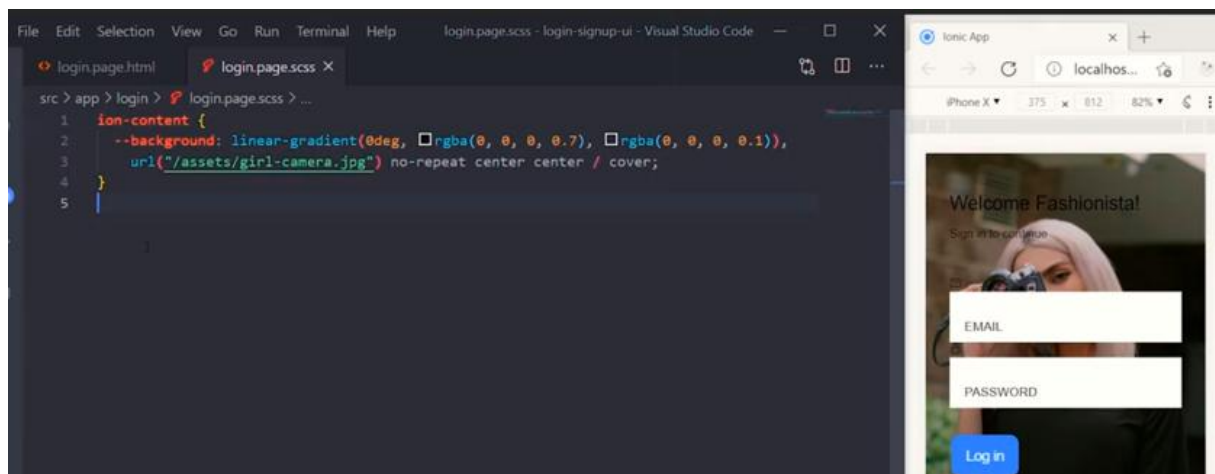 File Edit Selection View Go Run Terminal Help login.page.scss - login-signup-ui - Visual Studio Code
login.page.html login.page.scss
src > app > login > login.page.scss > ...
1 ion-content {
2 --background: linear-gradient(0deg, rgba(0, 0, 0, 0.7), rgba(0, 0, 0, 0.1)),
3 url("/assets/girl-camera.jpg") no-repeat center center / cover;
4 }
5
Ionic App
localhos...
iPhone X 375 x 812 82%
Welcome Fashionista!
Sign in to continue
EMAIL
PASSWORD
Log in